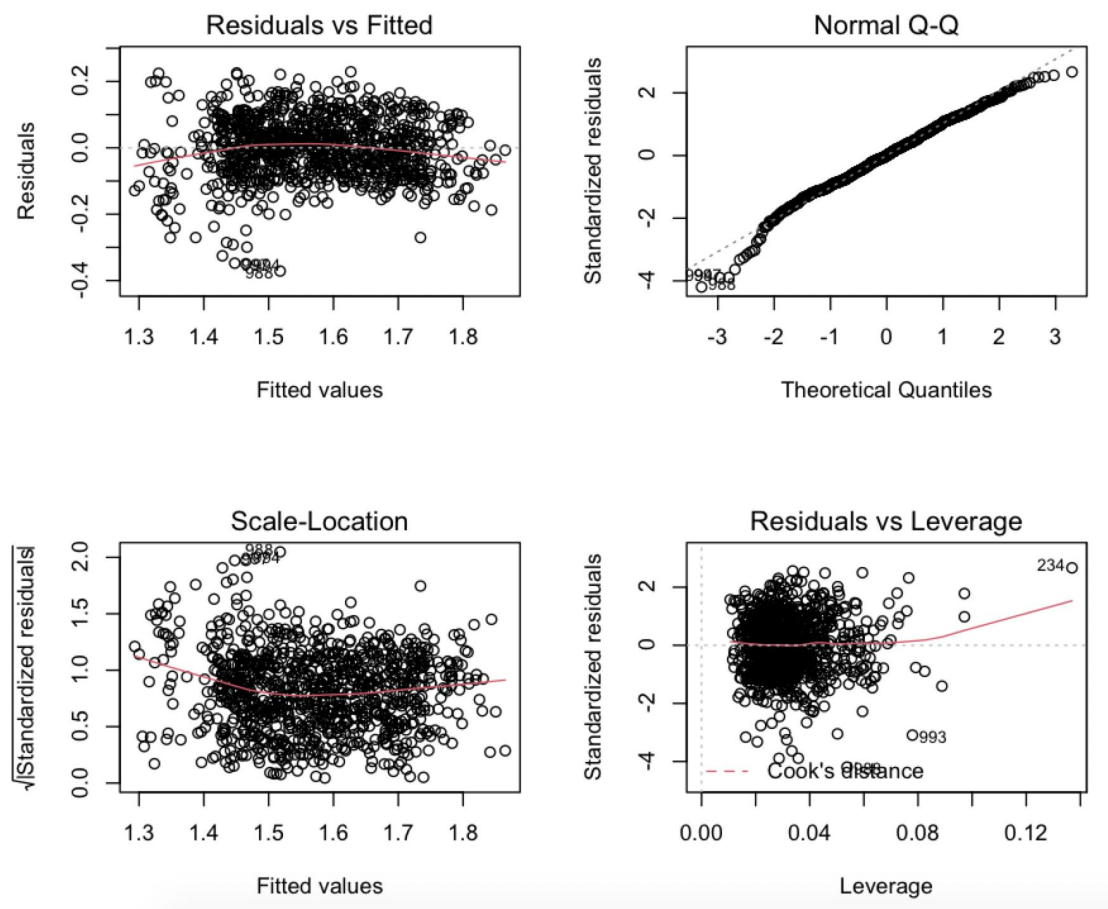 Residuals vs Fitted
Residuals
0.2
0.0
-0.2
-0.4
988
1.3 1.4 1.5 1.6 1.7 1.8
Fitted values
Normal Q-Q
Standardized residuals
2
0
-2
-4
988
-3 -2 -1 0 1 2 3
Theoretical Quantiles
Scale-Location
√|Standardized residuals|
2.0
1.5
1.0
0.5
0.0
988
1.3 1.4 1.5 1.6 1.7 1.8
Fitted values
Residuals vs Leverage
Standardized residuals
2
0
-2
-4
234
993
988
Cook's distance
0.00 0.04 0.08 0.12
Leverage